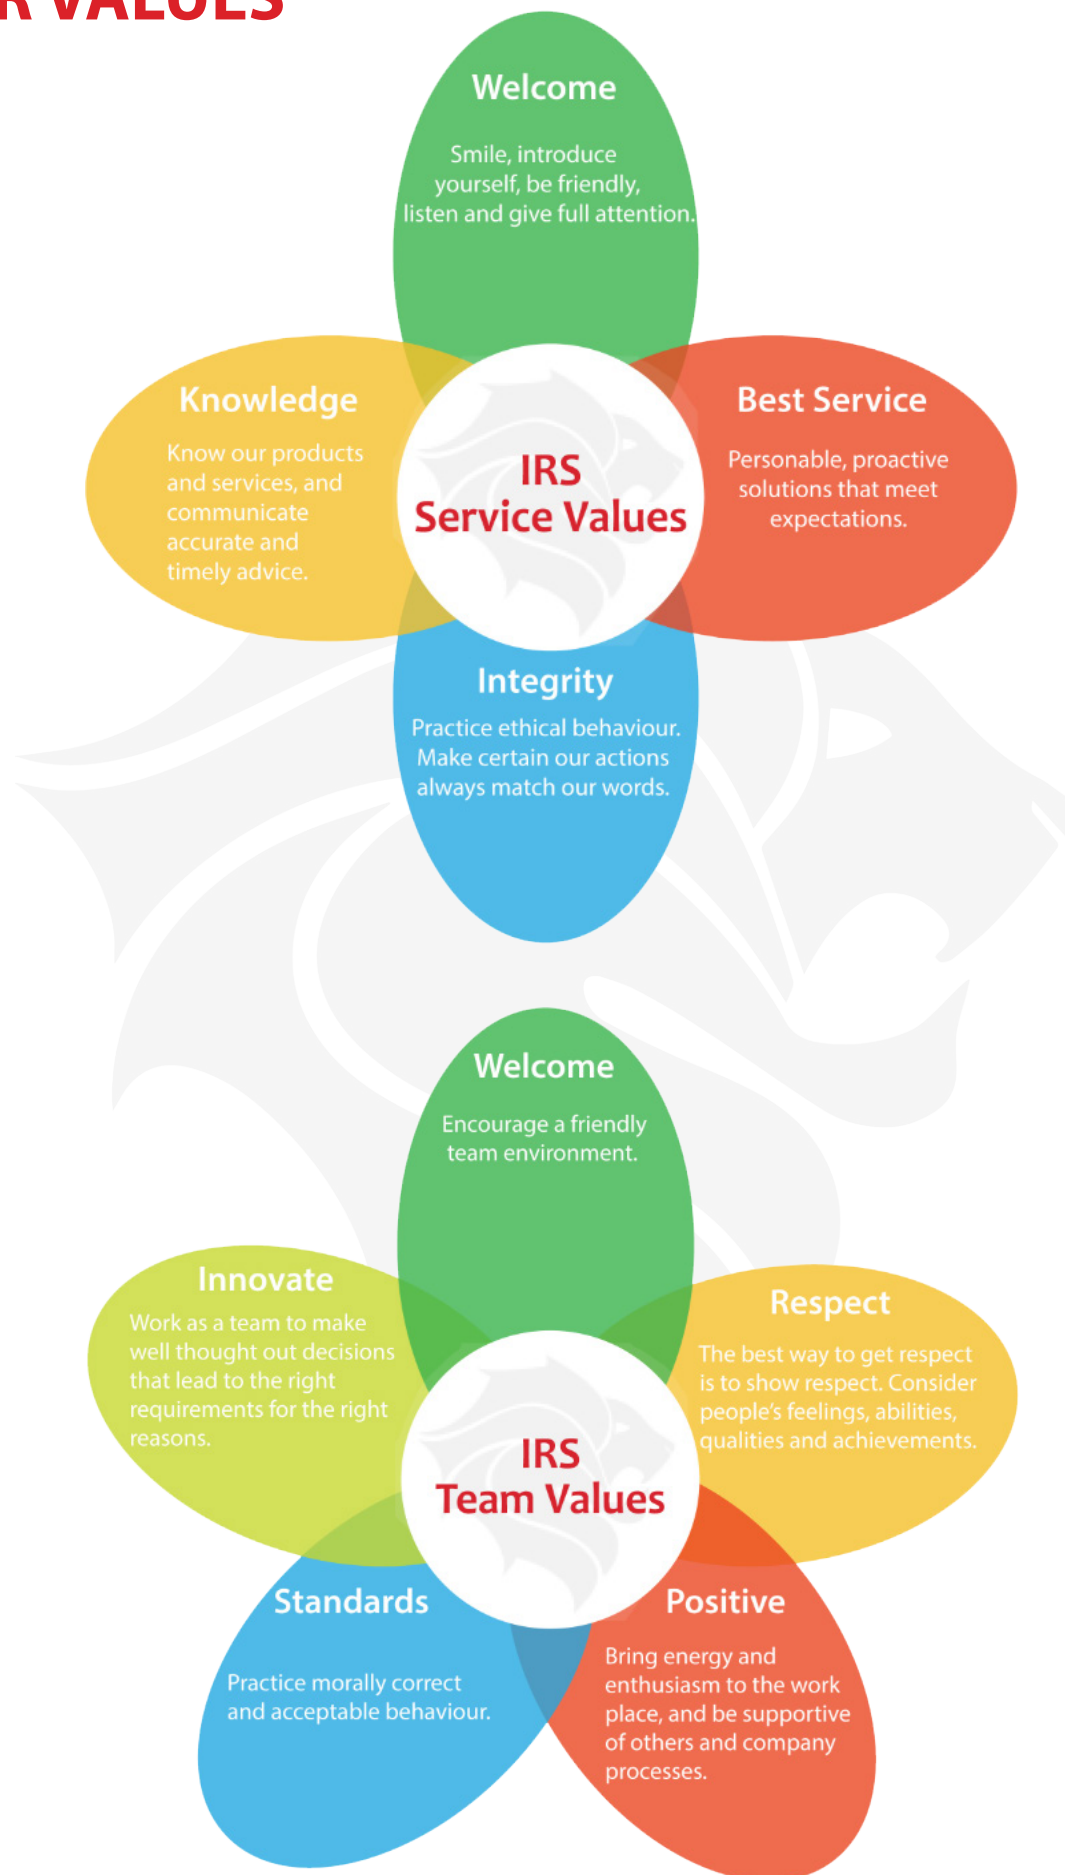 R VALUES
Welcome
Smile, introduce
yourself, be friendly,
listen and give full attention.
Knowledge
Know our products
and services, and
communicate
accurate and
timely advice.
IRS
Service Values
Best Service
Personable, proactive
solutions that meet
expectations.
Integrity
Practice ethical behaviour.
Make certain our actions
always match our words.
Welcome
Encourage a friendly
team environment.
Innovate
Work as a team to make
well thought out decisions
that lead to the right
requirements for the right
reasons.
Respect
The best way to get respect
is to show respect. Consider
people's feelings, abilities,
qualities and achievements.
IRS
Team Values
Standards
Practice morally correct
and acceptable behaviour.
Positive
Bring energy and
enthusiasm to the work
place, and be supportive
of others and company
processes.